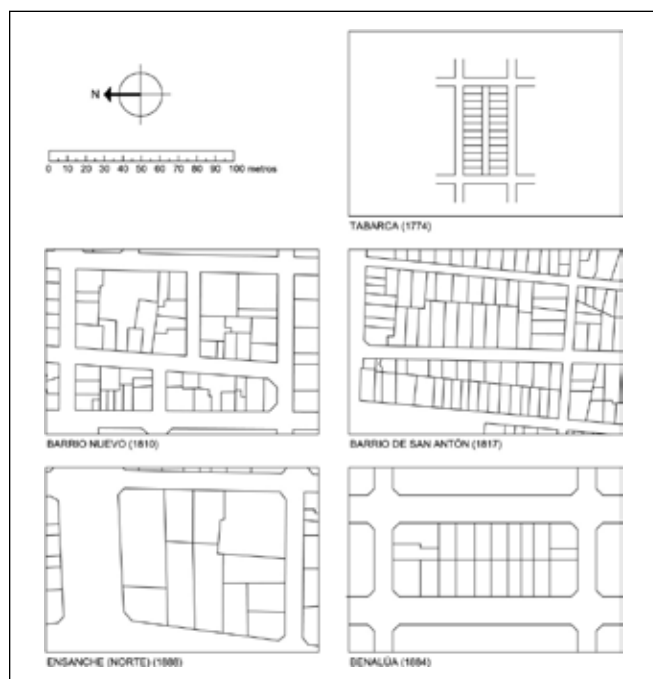 N
0 10 20 30 40 50 60 70 80 90 100 metros
TABARCA (1774)
BARRIO NUEVO (1810)
BARRIO DE SAN ANTÓN (1817)
ENSANCHE (NORTE) (1888)
BENALÚA (1884)